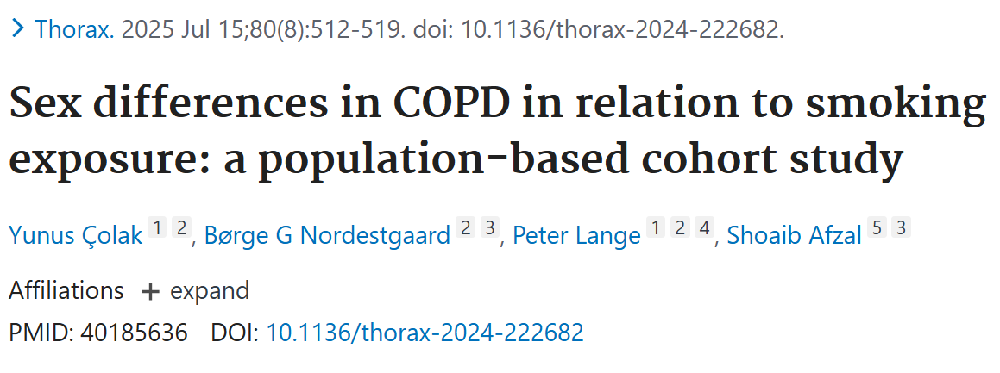 Thorax. 2025 Jul 15;80(8):512-519. doi: 10.1136/thorax-2024-222682.
Sex differences in COPD in relation to smoking
exposure: a population-based cohort study
Yunus Çolak 1 2, Børge G Nordestgaard 2 3, Peter Lange 1 2 4, Shoaib Afzal 5 3
Affiliations + expand
PMID: 40185636 DOI: 10.1136/thorax-2024-222682